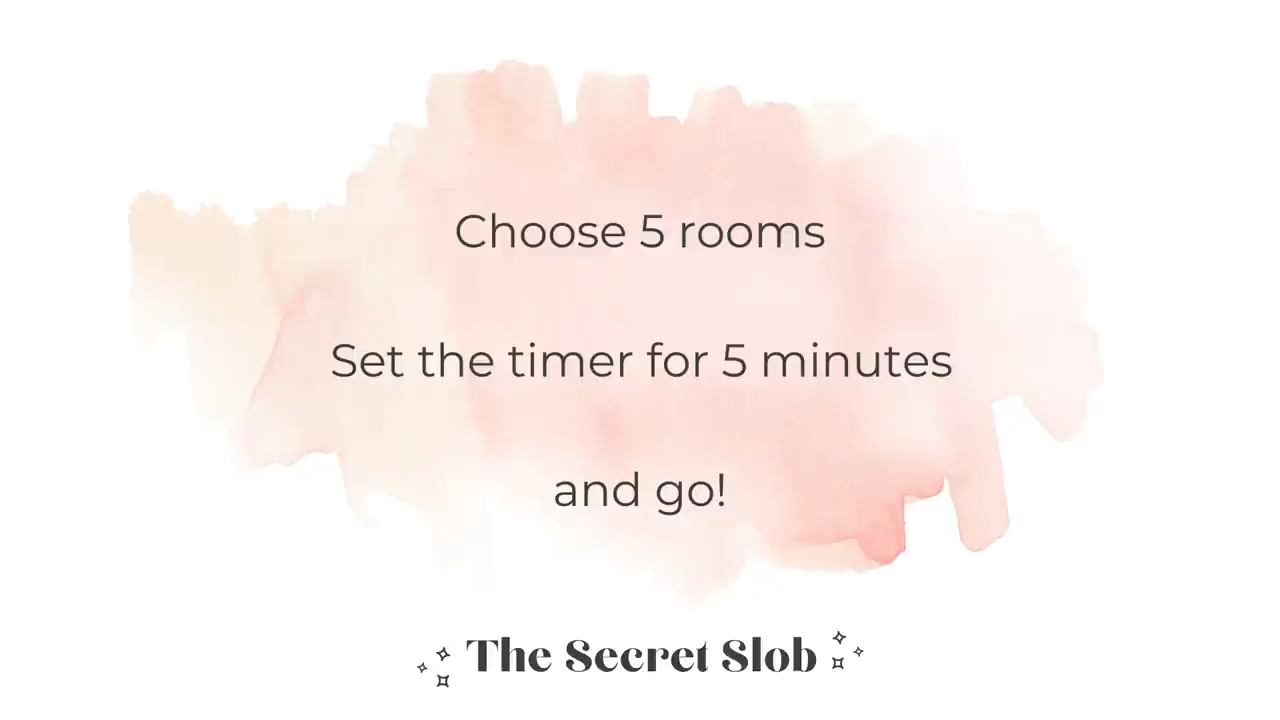 Choose 5 rooms
Set the timer for 5 minutes
and go!
The Secret Slob